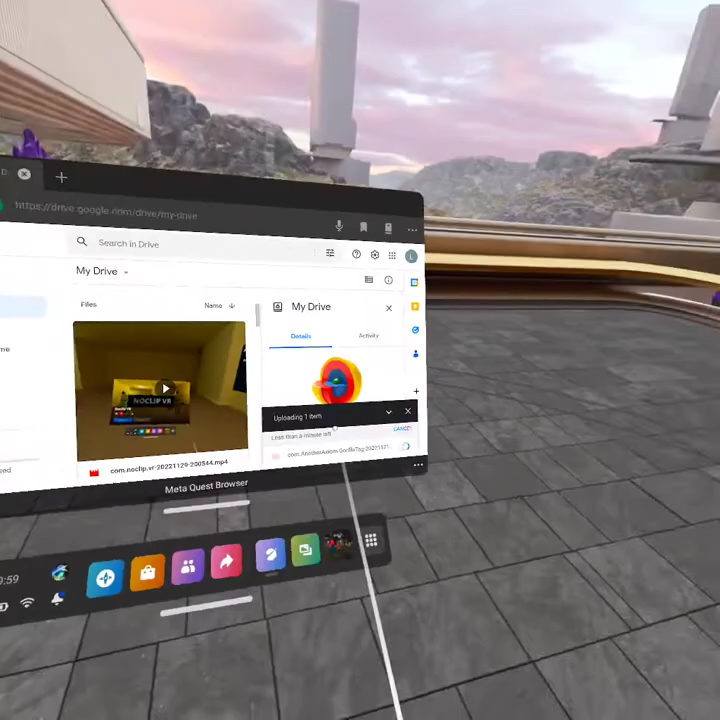 https://drive.google.com/drive/my-drive
Search in Drive
L
My Drive
Files
Name
My Drive
Details
Activity
NOCLIP VR
Uploading 1 item
Less than a minute left
CANCEL
com.noclip.vr-20221129-200544.mp4
Meta Quest Browser